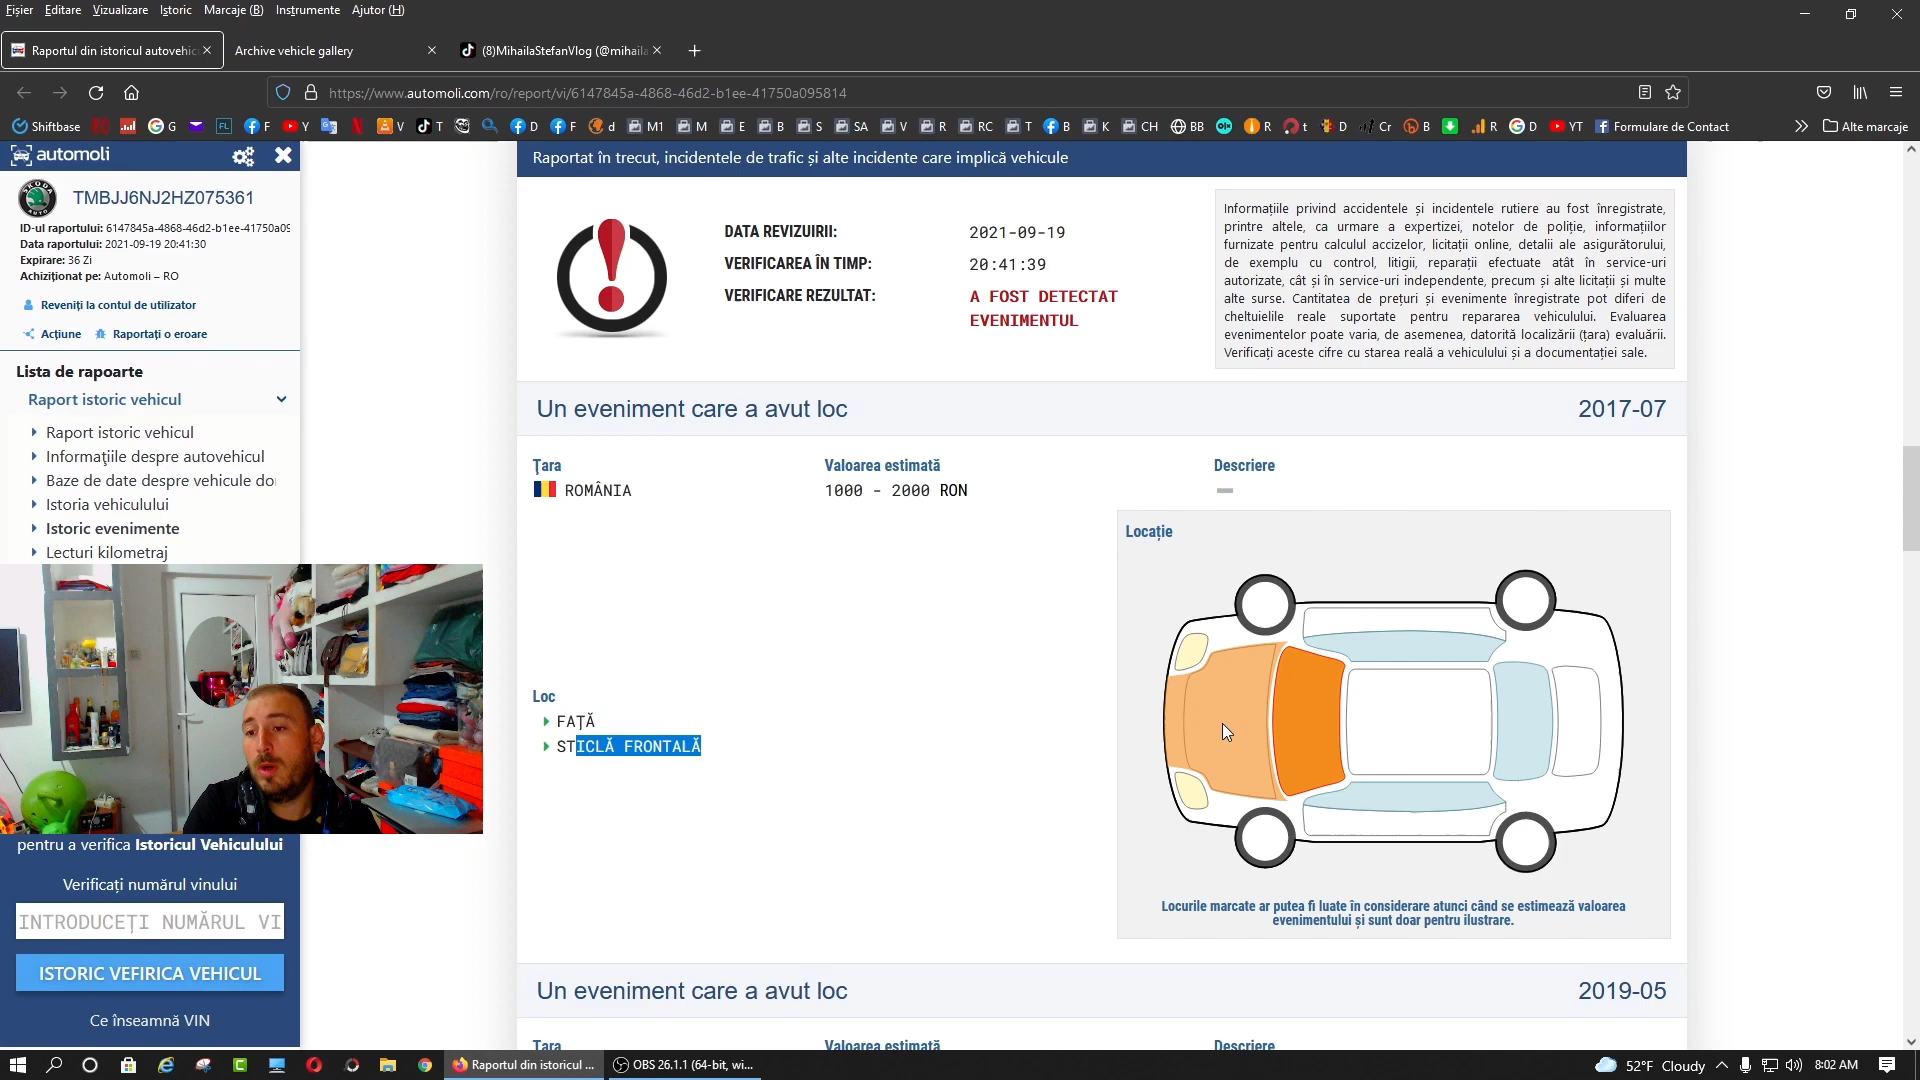 Fișier Editare Vizualizare Istoric Marcaje (B) Instrumente Ajutor (H)
Raportul din istoricul autovehic
Archive vehicle gallery
(8)MihailaStefanVlog (@mihaila
https://www.automoli.com/ro/report/vi/6147845a-4868-46d2-b1ee-41750a095814
Shiftbase G F Y V T D F d M1 M E B S SA V R RC T B K CH BB R t D Cr B R D YT Formulare de Contact Alte marcaje
automoli
SKODA
AUTO
TMBJJ6NJ2HZ075361
ID-ul raportului: 6147845a-4868-46d2-b1ee-41750a09
Data raportului: 2021-09-19 20:41:30
Expirare: 36 Zi
Achiziționat pe: Automoli – RO
Reveniți la contul de utilizator
Acțiune Raportați o eroare
Lista de rapoarte
Raport istoric vehicul
Raport istoric vehicul
Informaţiile despre autovehicul
Baze de date despre vehicule do
Istoria vehiculului
Istoric evenimente
Lecturi kilometraj
pentru a verifica Istoricul Vehiculului
Verificați numărul vinului
INTRODUCEȚI NUMĂRUL VI
ISTORIC VEFIRICA VEHICUL
Ce înseamnă VIN
Raportat în trecut, incidentele de trafic și alte incidente care implică vehicule
DATA REVIZUIRII: 2021-09-19
VERIFICAREA ÎN TIMP: 20:41:39
VERIFICARE REZULTAT: A FOST DETECTAT
EVENIMENTUL
Informațiile privind accidentele și incidentele rutiere au fost înregistrate,
printre altele, ca urmare a expertizei, notelor de poliție, informațiilor
furnizate pentru calculul accizelor, licitații online, detalii ale asigurătorului,
de exemplu cu control, litigii, reparații efectuate atât în service-uri
autorizate, cât și în service-uri independente, precum și alte licitații și multe
alte surse. Cantitatea de prețuri și evenimente înregistrate pot diferi de
cheltuielile reale suportate pentru repararea vehiculului. Evaluarea
evenimentelor poate varia, de asemenea, datorită localizării (țara) evaluării.
Verificați aceste cifre cu starea reală a vehiculului și a documentației sale.
Un eveniment care a avut loc 2017-07
Ţara Valoarea estimată Descriere
ROMÂNIA 1000 - 2000 RON
Locație
Loc
FAȚĂ
STICLĂ FRONTALĂ
Locurile marcate ar putea fi luate în considerare atunci când se estimează valoarea
evenimentului și sunt doar pentru ilustrare.
Un eveniment care a avut loc 2019-05
Ţara Valoarea estimată Descriere
Raportul din istoricul ... OBS 26.1.1 (64-bit, wi... 52°F Cloudy 8:02 AM